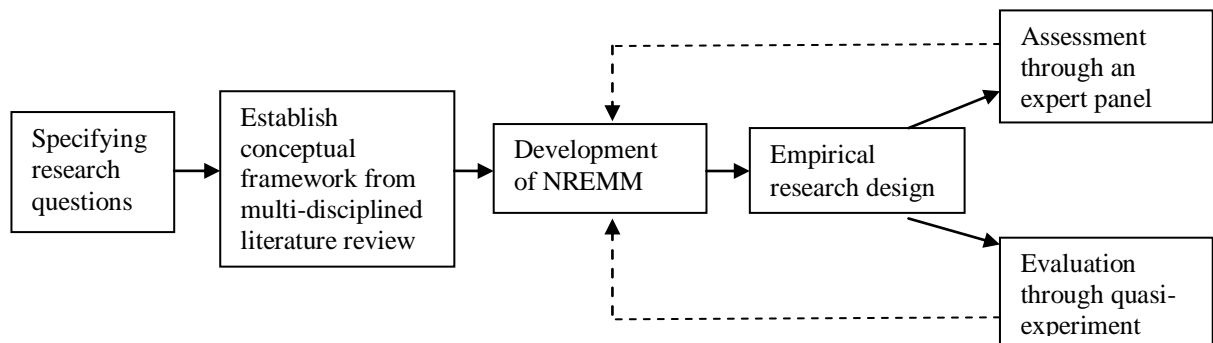 Specifying
research
questions
Establish
conceptual
framework from
multi-disciplined
literature review
Development
of NREMM
Empirical
research design
Assessment
through an
expert panel
Evaluation
through quasi-
experiment